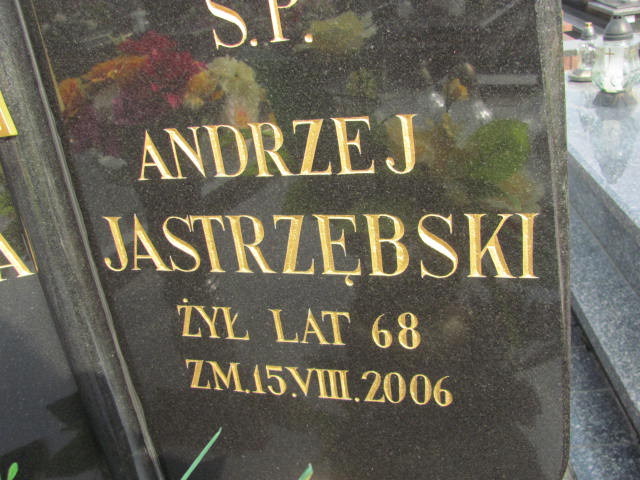 Ś.P.
ANDRZEJ
JASTRZĘBSKI
ŻYŁ LAT 68
ZM.15.VIII.2006